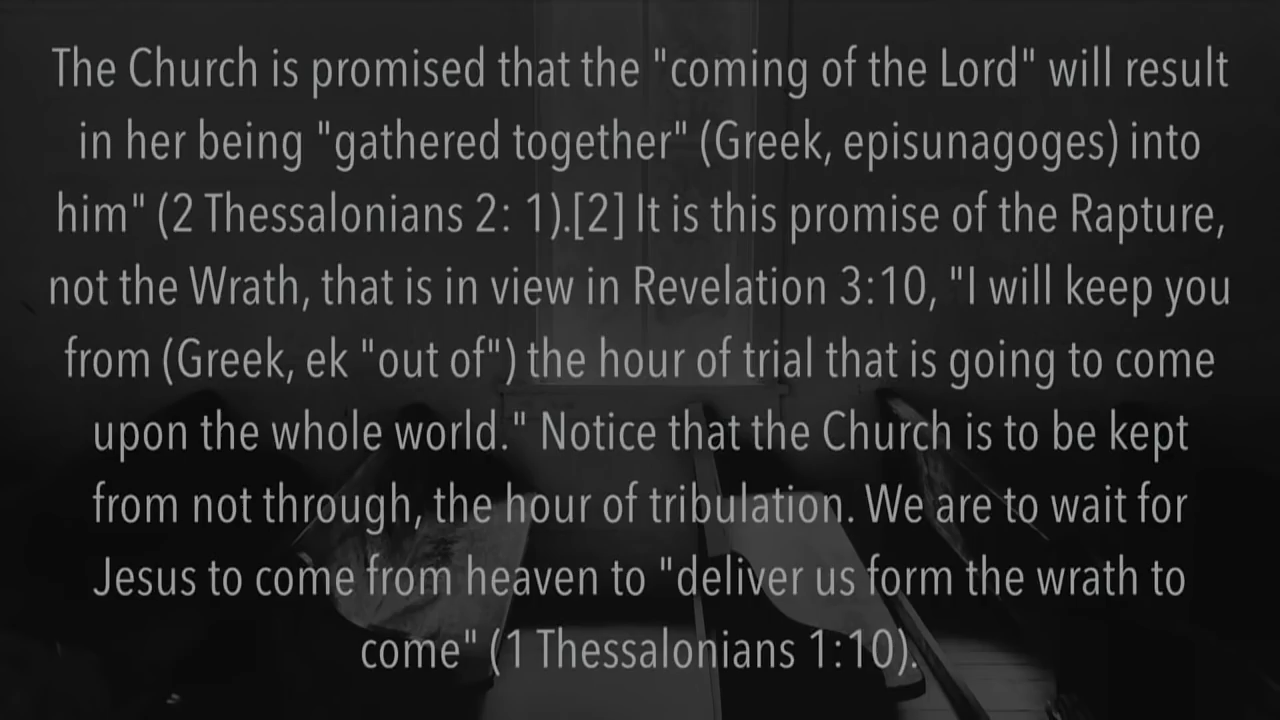 The Church is promised that the "coming of the Lord" will result
in her being "gathered together" (Greek, episunagoges) into
him" (2 Thessalonians 2: 1).[2] It is this promise of the Rapture,
not the Wrath, that is in view in Revelation 3:10, "I will keep you
from (Greek, ek "out of") the hour of trial that is going to come
upon the whole world." Notice that the Church is to be kept
from not through, the hour of tribulation. We are to wait for
Jesus to come from heaven to "deliver us form the wrath to
come" (1 Thessalonians 1:10).